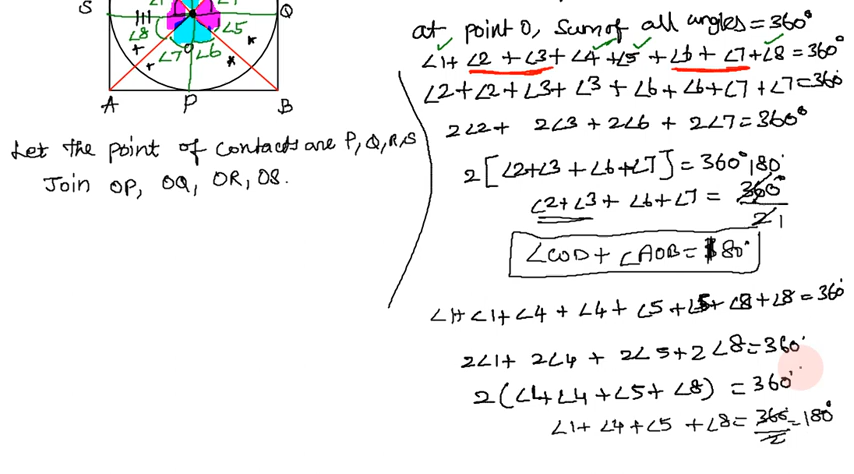 S
Q
∠8
∠5
O
∠7 ∠6
A P B
Let the point of contacts are P, Q, R, S
Join OP, OQ, OR, OS.
at point O, Sum of all angles = 360°
∠1+ ∠2 + ∠3 + ∠4 + ∠5 + ∠6 + ∠7 + ∠8 = 360°
∠2+∠2+∠3+∠3+∠6+∠6+∠7+∠7=360
2∠2+ 2∠3+2∠6+2∠7=360°
2[∠2+∠3+∠6+∠7]=360° 180°
∠2+∠3+∠6+∠7 = 360°
2 1
∠COD + ∠AOB = 180°
∠1+∠1+∠4+∠4+∠5+∠5+∠8+∠8=360°
2∠1+ 2∠4 + 2∠5+2∠8=360°
2(∠1+∠4+∠5+∠8) = 360°
∠1+∠4+∠5+∠8= 360 = 180°
2